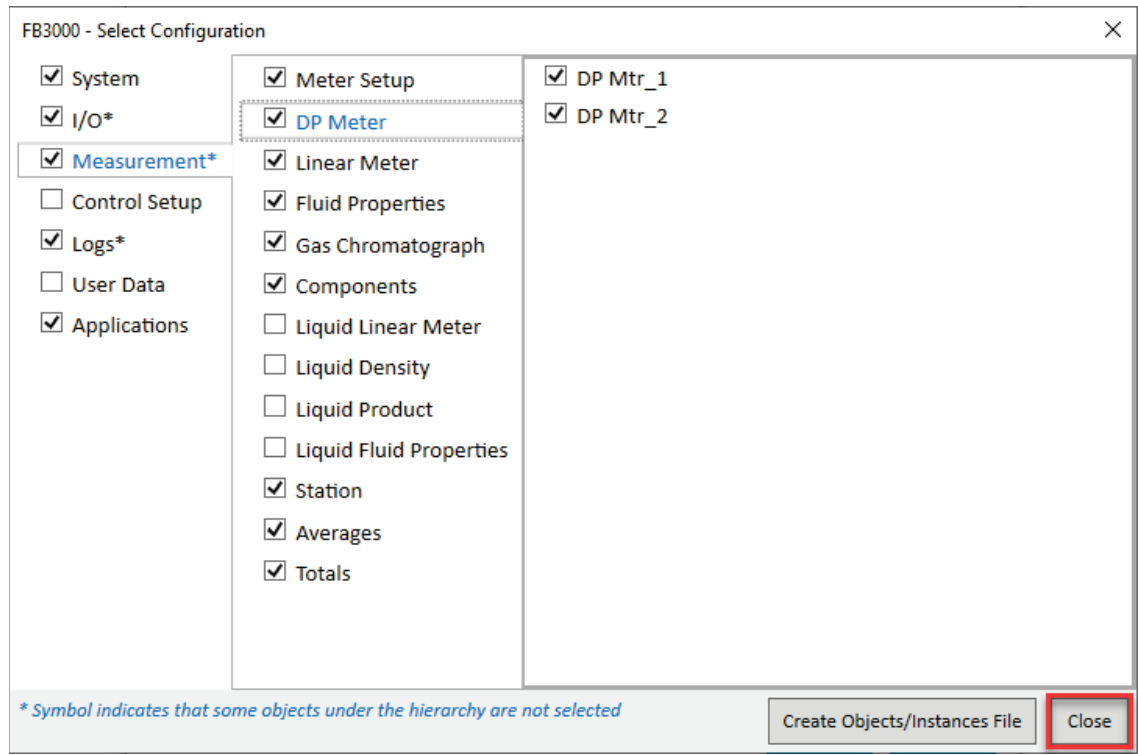 FB3000 - Select Configuration
System
I/O*
Measurement*
Control Setup
Logs*
User Data
Applications
Meter Setup
DP Meter
Linear Meter
Fluid Properties
Gas Chromatograph
Components
Liquid Linear Meter
Liquid Density
Liquid Product
Liquid Fluid Properties
Station
Averages
Totals
DP Mtr_1
DP Mtr_2
* Symbol indicates that some objects under the hierarchy are not selected
Create Objects/Instances File
Close